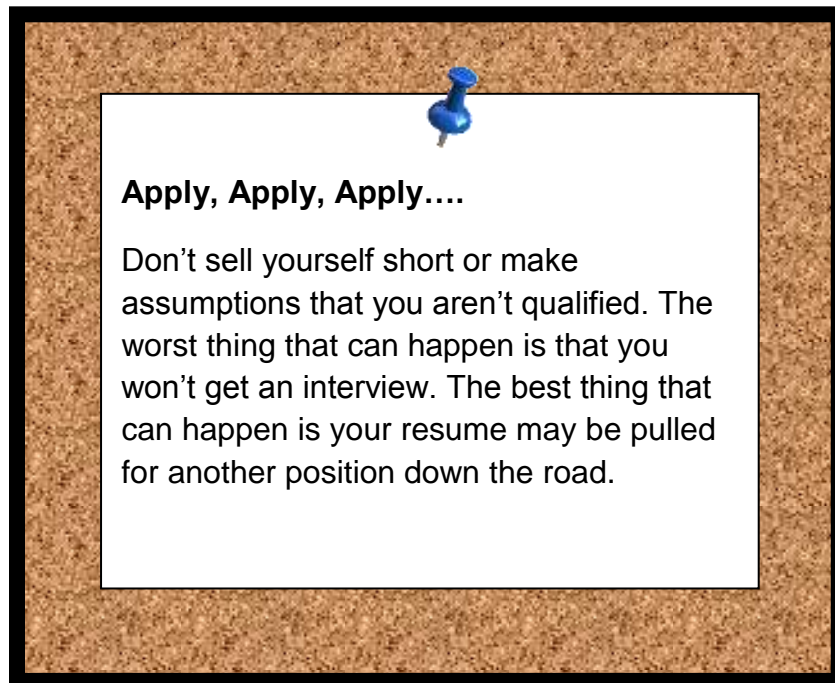 Apply, Apply, Apply….
Don’t sell yourself short or make
assumptions that you aren’t qualified. The
worst thing that can happen is that you
won’t get an interview. The best thing that
can happen is your resume may be pulled
for another position down the road.